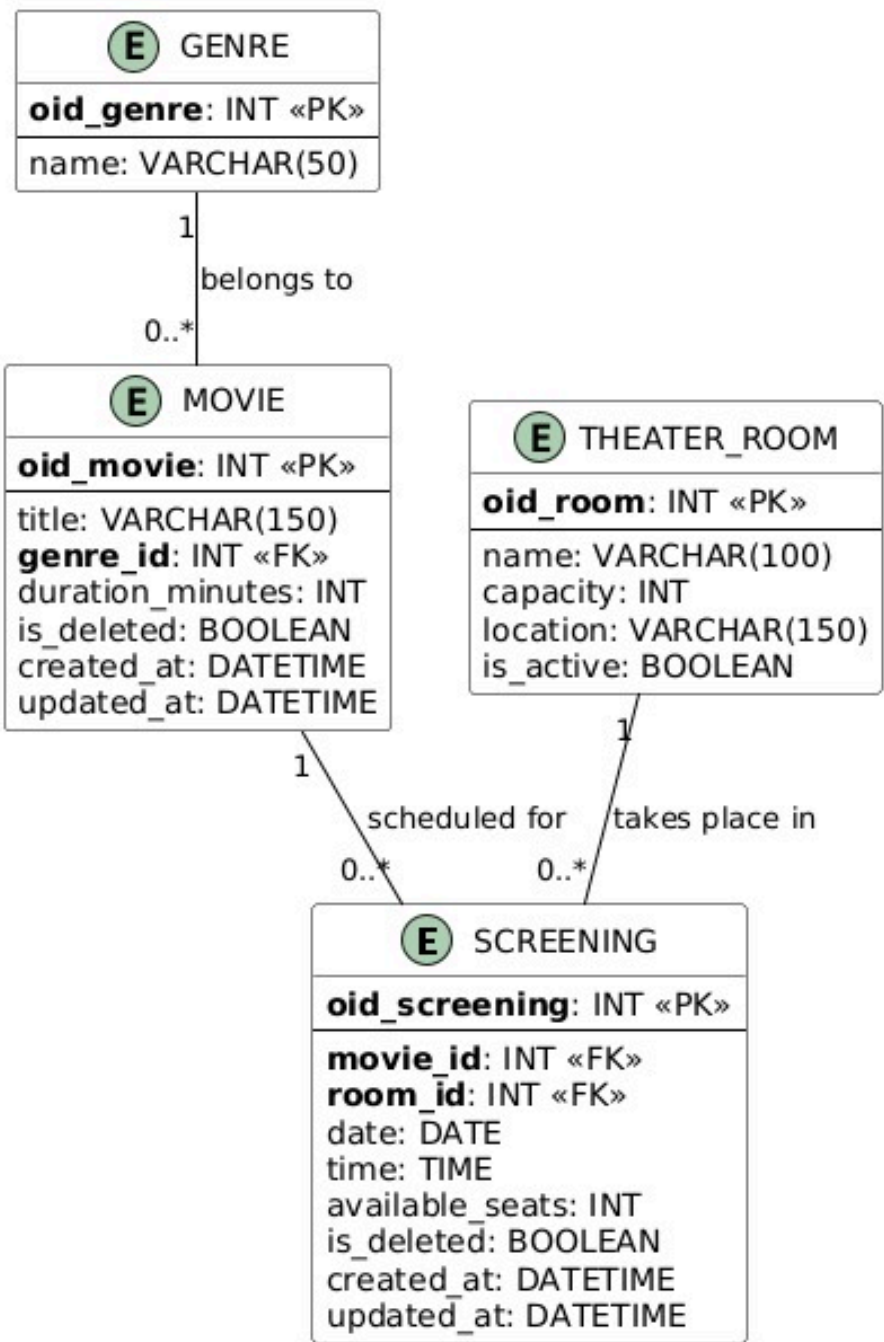 E GENRE
oid_genre: INT «PK»
name: VARCHAR(50)
1
belongs to
0..*
E MOVIE
oid_movie: INT «PK»
title: VARCHAR(150)
genre_id: INT «FK»
duration_minutes: INT
is_deleted: BOOLEAN
created_at: DATETIME
updated_at: DATETIME
E THEATER_ROOM
oid_room: INT «PK»
name: VARCHAR(100)
capacity: INT
location: VARCHAR(150)
is_active: BOOLEAN
1
scheduled for
0..*
1
takes place in
0..*
E SCREENING
oid_screening: INT «PK»
movie_id: INT «FK»
room_id: INT «FK»
date: DATE
time: TIME
available_seats: INT
is_deleted: BOOLEAN
created_at: DATETIME
updated_at: DATETIME